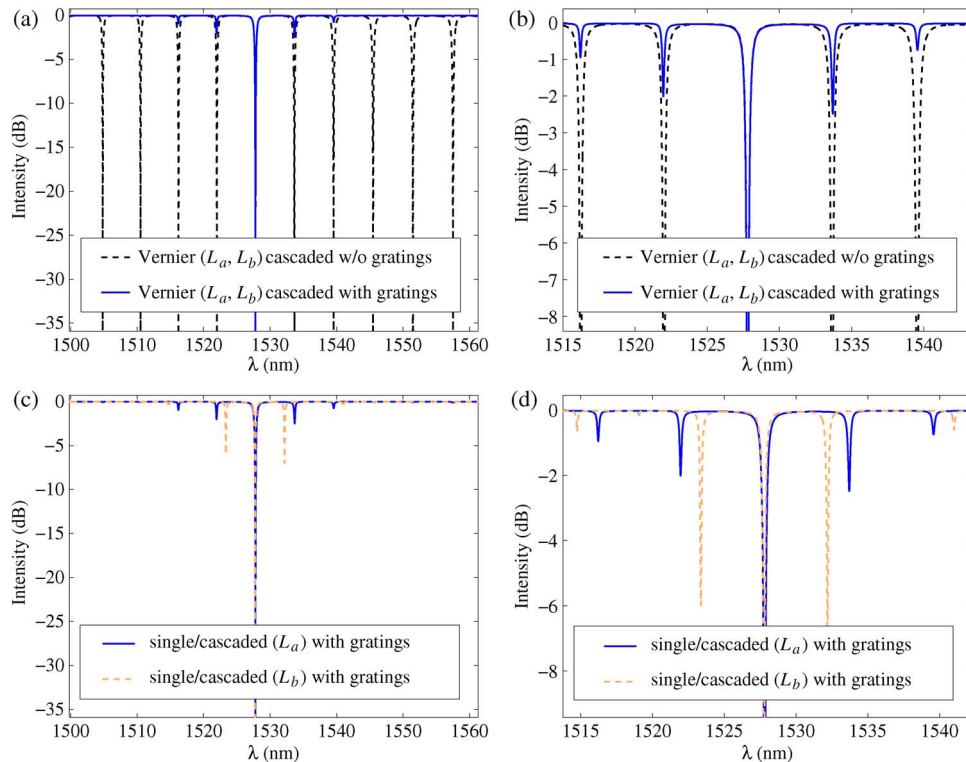 (a)
Intensity (dB)
0
−5
−10
−15
−20
−25
−30
−35
Vernier (La, Lb) cascaded w/o gratings
Vernier (La, Lb) cascaded with gratings
1500 1510 1520 1530 1540 1550 1560
λ (nm)
(b)
Intensity (dB)
0
−1
−2
−3
−4
−5
−6
−7
−8
Vernier (La, Lb) cascaded w/o gratings
Vernier (La, Lb) cascaded with gratings
1515 1520 1525 1530 1535 1540
λ (nm)
(c)
Intensity (dB)
0
−5
−10
−15
−20
−25
−30
−35
single/cascaded (La) with gratings
single/cascaded (Lb) with gratings
1500 1510 1520 1530 1540 1550 1560
λ (nm)
(d)
Intensity (dB)
0
−2
−4
−6
−8
single/cascaded (La) with gratings
single/cascaded (Lb) with gratings
1515 1520 1525 1530 1535 1540
λ (nm)